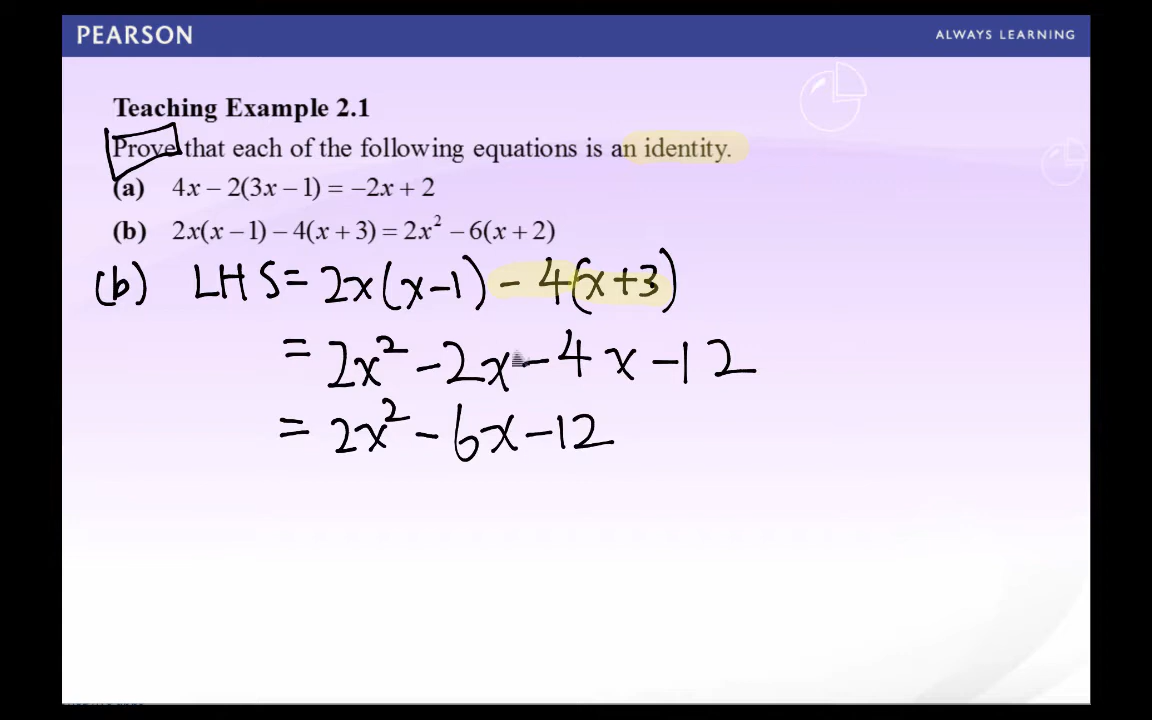 PEARSON ALWAYS LEARNING
Teaching Example 2.1
Prove that each of the following equations is an identity.
(a) 4x – 2(3x – 1) = –2x + 2
(b) 2x(x – 1) – 4(x + 3) = 2x² – 6(x + 2)
(b) LHS = 2x(x – 1) – 4(x + 3)
= 2x² – 2x – 4x – 12
= 2x² – 6x – 12